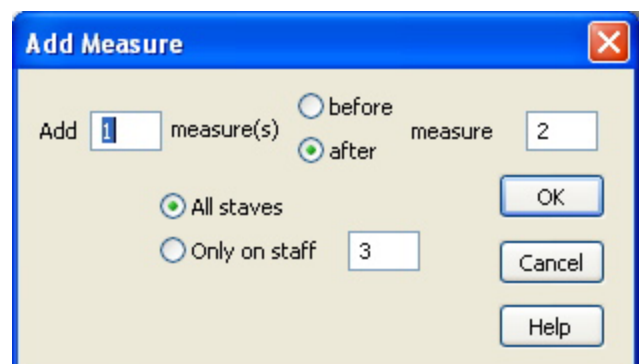 Add Measure
Add 1 measure(s) before after measure 2
All staves
Only on staff 3
OK
Cancel
Help